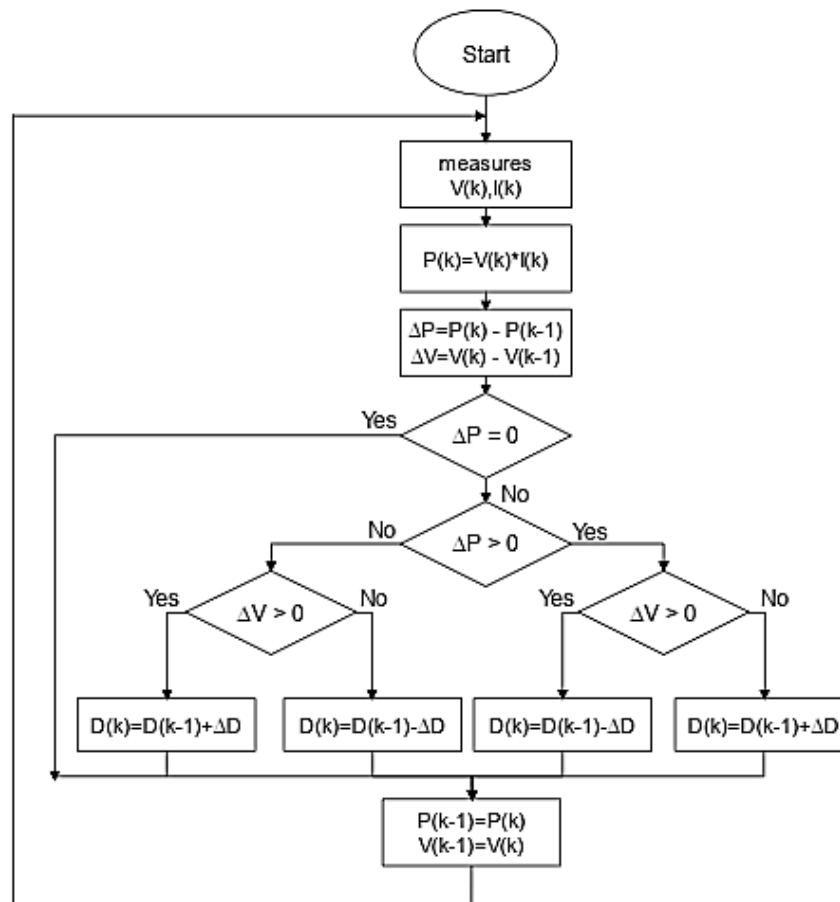 Start
measures
V(k),I(k)
P(k)=V(k)*I(k)
ΔP=P(k) - P(k-1)
ΔV=V(k) - V(k-1)
Yes
ΔP = 0
No
No
ΔP > 0
Yes
Yes
ΔV > 0
No
Yes
ΔV > 0
No
D(k)=D(k-1)+ΔD
D(k)=D(k-1)-ΔD
D(k)=D(k-1)-ΔD
D(k)=D(k-1)+ΔD
P(k-1)=P(k)
V(k-1)=V(k)